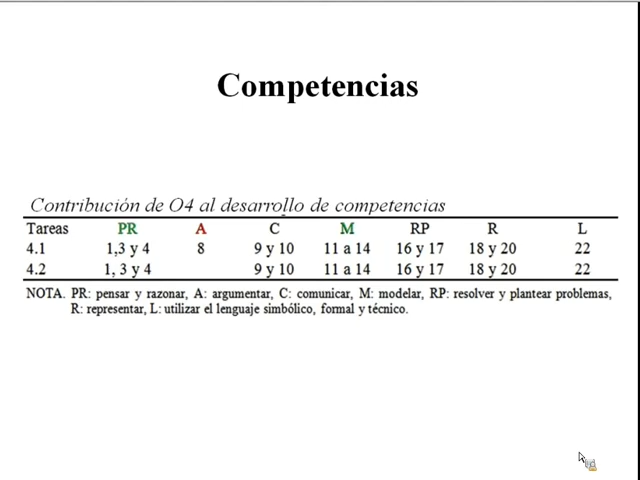 Competencias
Contribución de O4 al desarrollo de competencias
Tareas PR A C M RP R L
4.1 1,3 y 4 8 9 y 10 11 a 14 16 y 17 18 y 20 22
4.2 1, 3 y 4 9 y 10 11 a 14 16 y 17 18 y 20 22
NOTA. PR: pensar y razonar, A: argumentar, C: comunicar, M: modelar, RP: resolver y plantear problemas,
R: representar, L: utilizar el lenguaje simbólico, formal y técnico.